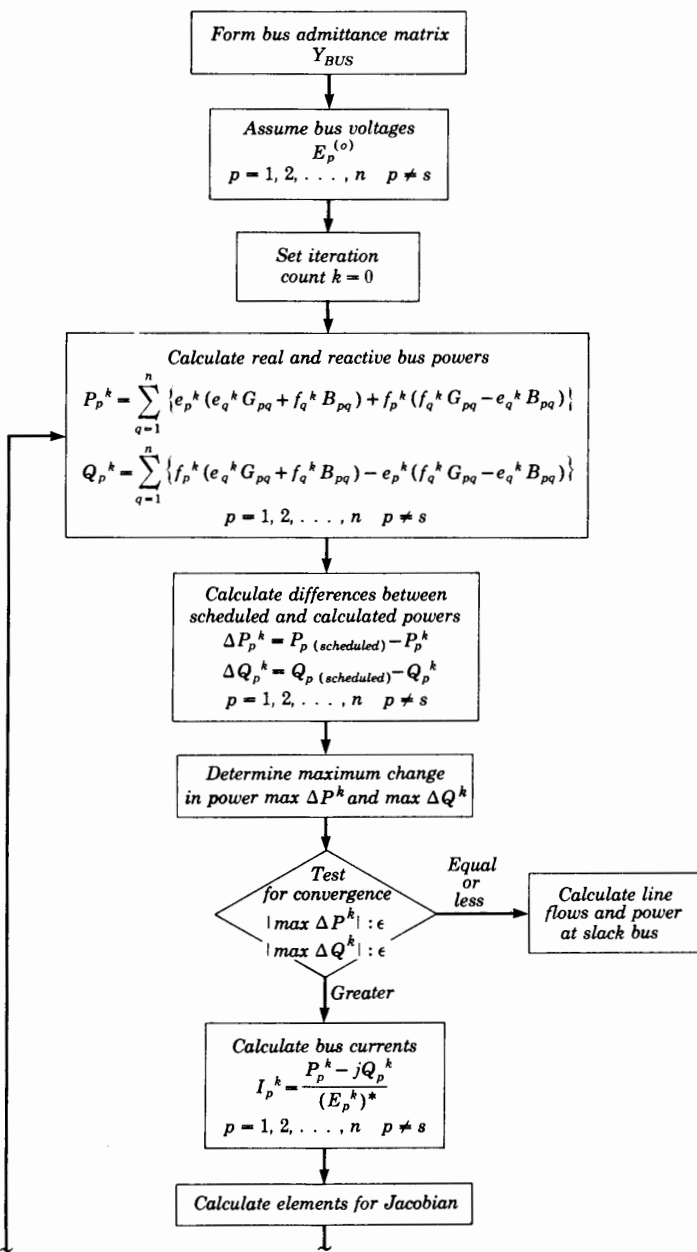 Form bus admittance matrix
Y_BUS
Assume bus voltages
E_p^(o)
p = 1, 2, . . . , n p ≠ s
Set iteration
count k = 0
Calculate real and reactive bus powers
P_p^k = ∑_{q=1}^{n} {e_p^k (e_q^k G_pq + f_q^k B_pq) + f_p^k (f_q^k G_pq − e_q^k B_pq)}
Q_p^k = ∑_{q=1}^{n} {f_p^k (e_q^k G_pq + f_q^k B_pq) − e_p^k (f_q^k G_pq − e_q^k B_pq)}
p = 1, 2, . . . , n p ≠ s
Calculate differences between
scheduled and calculated powers
ΔP_p^k = P_p (scheduled) − P_p^k
ΔQ_p^k = Q_p (scheduled) − Q_p^k
p = 1, 2, . . . , n p ≠ s
Determine maximum change
in power max ΔP^k and max ΔQ^k
Test
for convergence
| max ΔP^k | : ϵ
| max ΔQ^k | : ϵ
Equal
or
less
Calculate line
flows and power
at slack bus
Greater
Calculate bus currents
I_p^k = (P_p^k − jQ_p^k) / (E_p^k)*
p = 1, 2, . . . , n p ≠ s
Calculate elements for Jacobian